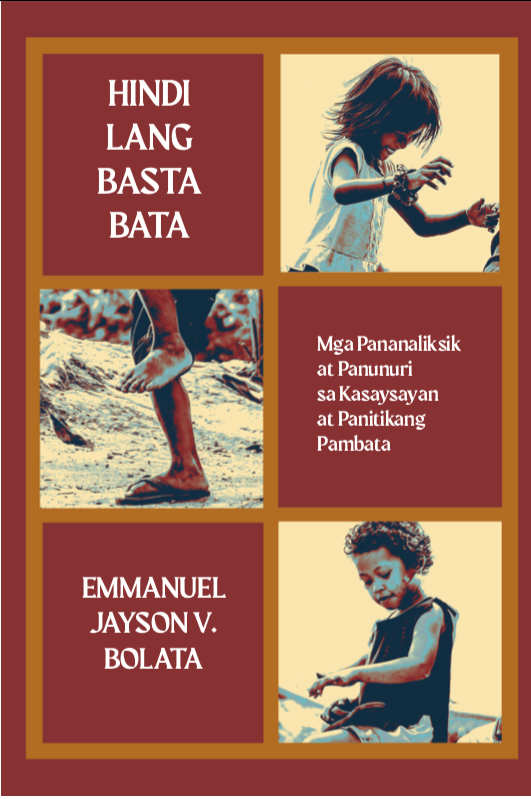 HINDI
LANG
BASTA
BATA
Mga Pananaliksik
at Panunuri
sa Kasaysayan
at Panitikang
Pambata
EMMANUEL
JAYSON V.
BOLATA